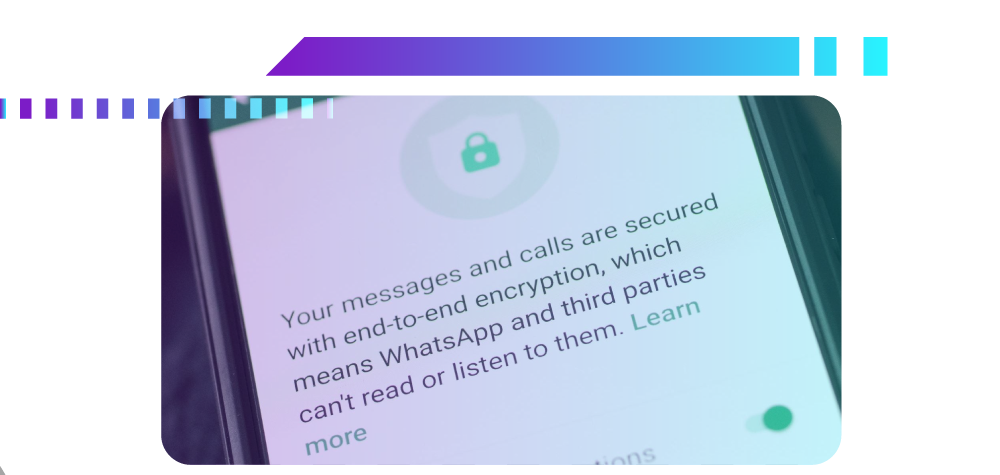 Your messages and calls are secured
with end-to-end encryption, which
means WhatsApp and third parties
can't read or listen to them. Learn
more